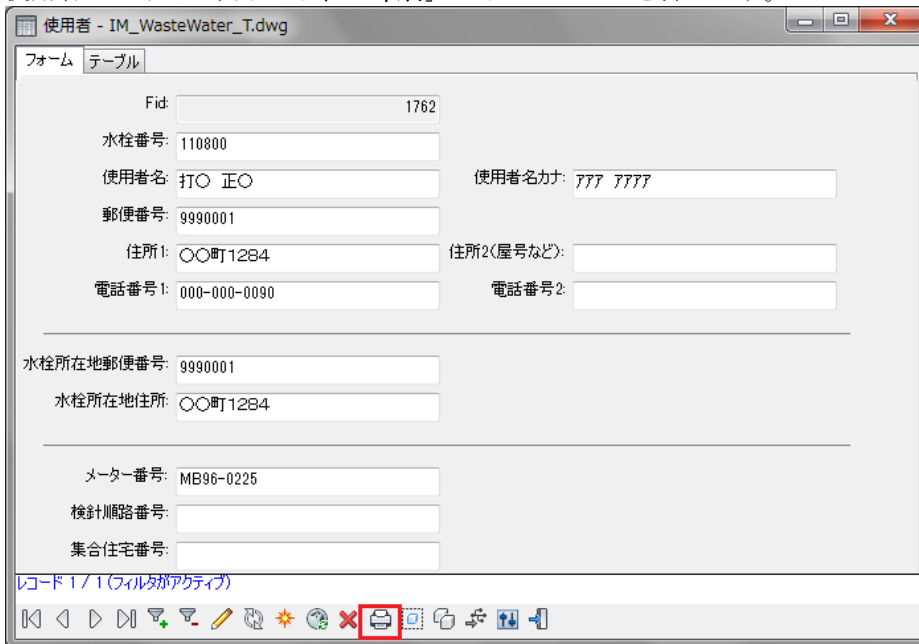 使用者 - IM_WasteWater_T.dwg
フォーム テーブル
Fid: 1762
水栓番号: 110800
使用者名: 打〇 正〇 使用者名カナ: ｱｱｱ ｱｱｱｱ
郵便番号: 9990001
住所1: 〇〇町1284 住所2(屋号など):
電話番号1: 000-000-0090 電話番号2:
水栓所在地郵便番号: 9990001
水栓所在地住所: 〇〇町1284
メーター番号: MB96-0225
検針順路番号:
集合住宅番号:
レコード 1 / 1 (フィルタがアクティブ)